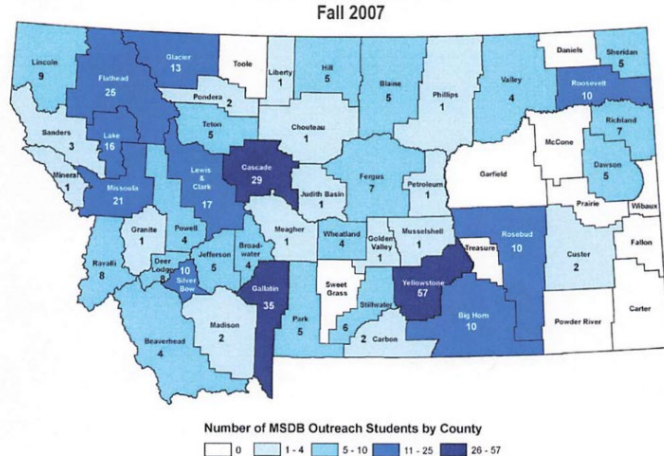 Fall 2007
Lincoln
9
Flathead
25
Glacier
13
Toole
Liberty
1
Hill
5
Blaine
5
Phillips
1
Valley
4
Daniels
Sheridan
5
Roosevelt
10
Pondera
2
Teton
5
Chouteau
1
Richland
7
McCone
Sanders
3
Lake
16
Lewis
&
Clark
17
Cascade
29
Fergus
7
Petroleum
1
Garfield
Dawson
5
Prairie
Wibaux
Mineral
1
Missoula
21
Judith Basin
1
Powell
4
Granite
1
Meagher
1
Wheatland
4
Golden
Valley
1
Musselshell
1
Treasure
Rosebud
10
Custer
2
Fallon
Ravalli
8
Deer
Lodge
8
10
Silver
Bow
Jefferson
5
Broad-
water
4
Gallatin
35
Sweet
Grass
Stillwater
6
Yellowstone
57
Park
5
Big Horn
10
Powder River
Carter
Beaverhead
4
Madison
2
2
Carbon
Number of MSDB Outreach Students by County
0
1 - 4
5 - 10
11 - 25
26 - 57